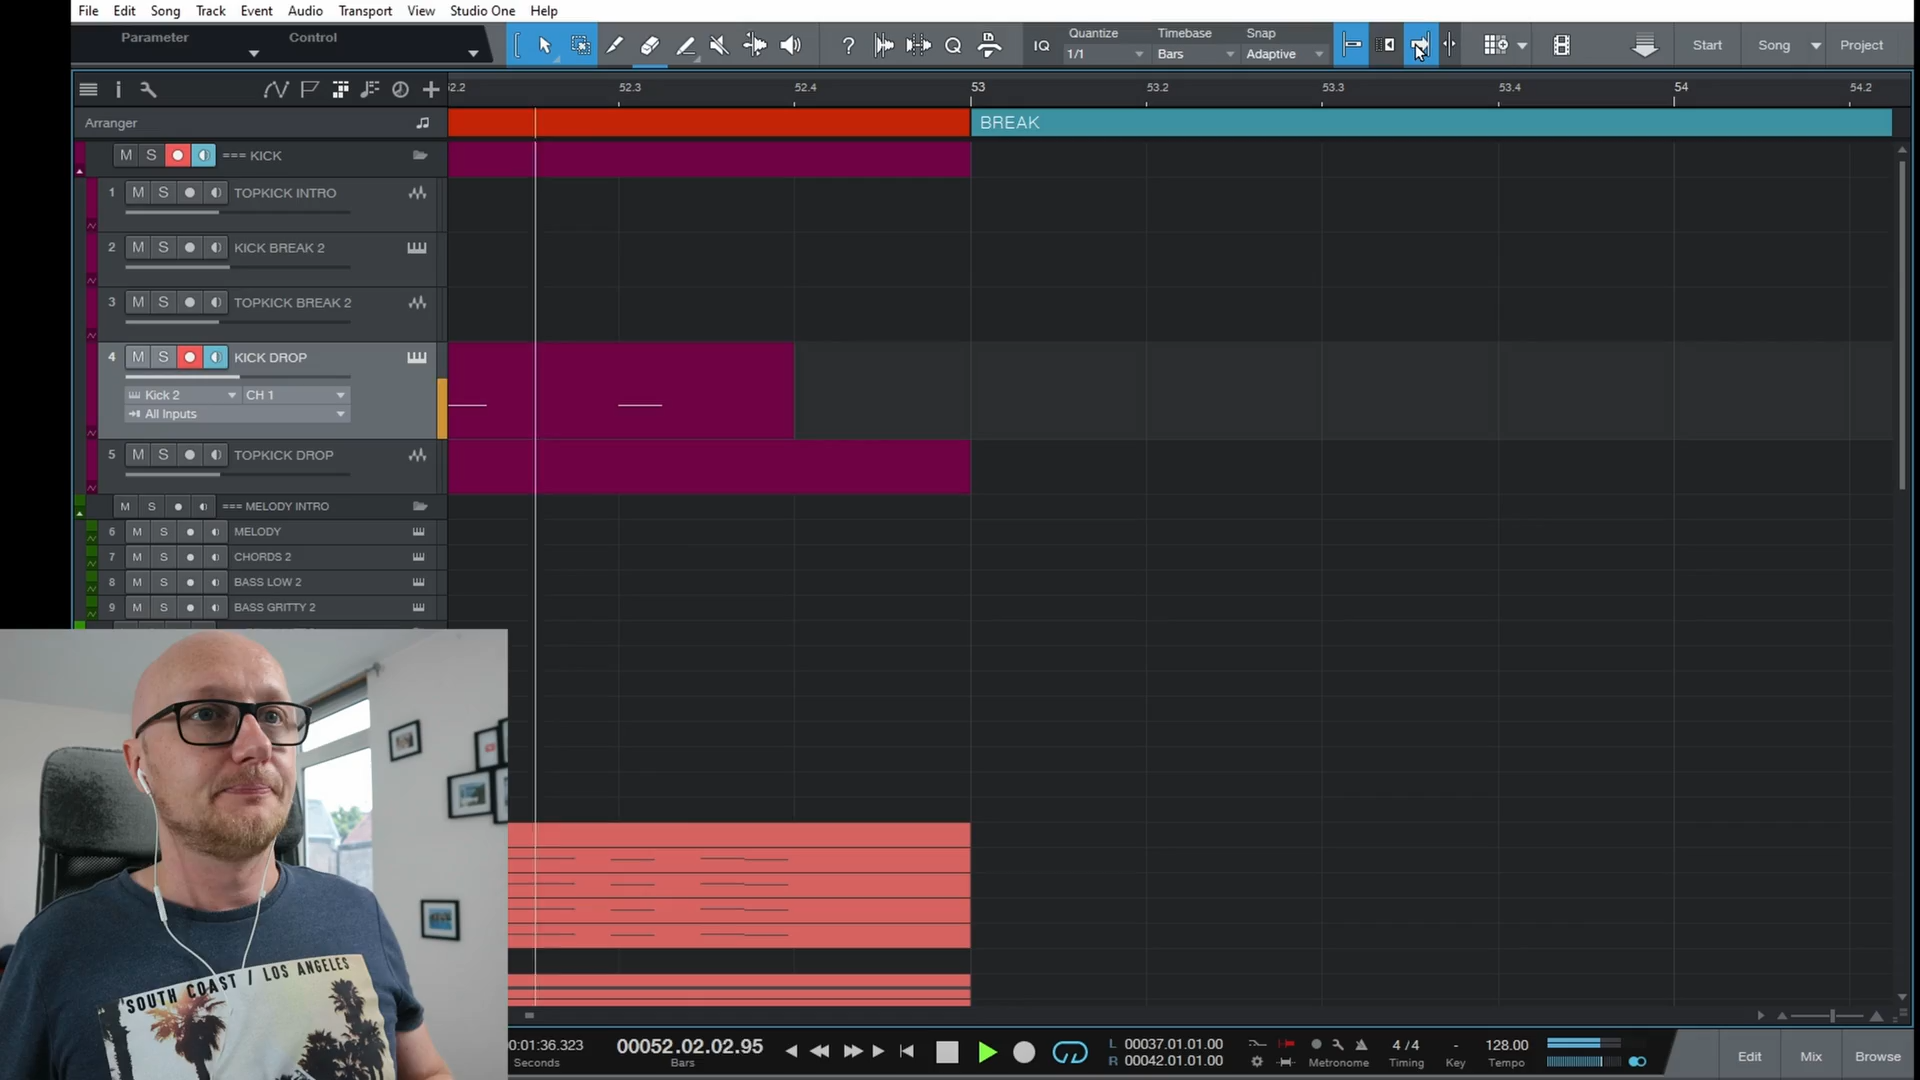 File Edit Song Track Event Audio Transport View Studio One Help
Parameter Control
IQ Quantize Timebase Snap
1/1 Bars Adaptive
Start Song Project
52.3 52.4 53 53.2 53.3 53.4 54 54.2
Arranger BREAK
M S === KICK
1 M S TOPKICK INTRO
2 M S KICK BREAK 2
3 M S TOPKICK BREAK 2
4 M S KICK DROP
Kick 2 CH 1
All Inputs
5 M S TOPKICK DROP
M S === MELODY INTRO
6 M S MELODY
7 M S CHORDS 2
8 M S BASS LOW 2
9 M S BASS GRITTY 2
SOUTH COAST / LOS ANGELES
0:01:36.323 00052.02.02.95 L 00037.01.01.00 4 / 4 - 128.00
R 00042.01.01.00
Seconds Bars Metronome Timing Key Tempo
Edit Mix Browse